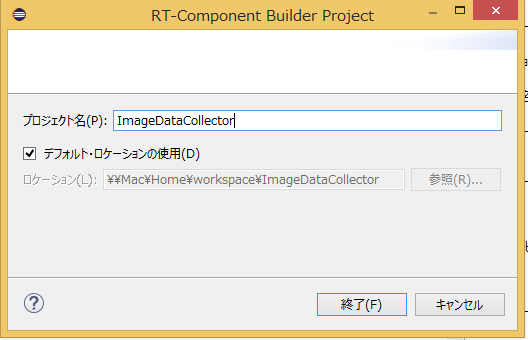 RT-Component Builder Project
プロジェクト名(P): ImageDataCollector
デフォルト・ロケーションの使用(D)
ロケーション(L): ¥¥Mac¥Home¥workspace¥ImageDataCollector 参照(R)...
終了(F) キャンセル